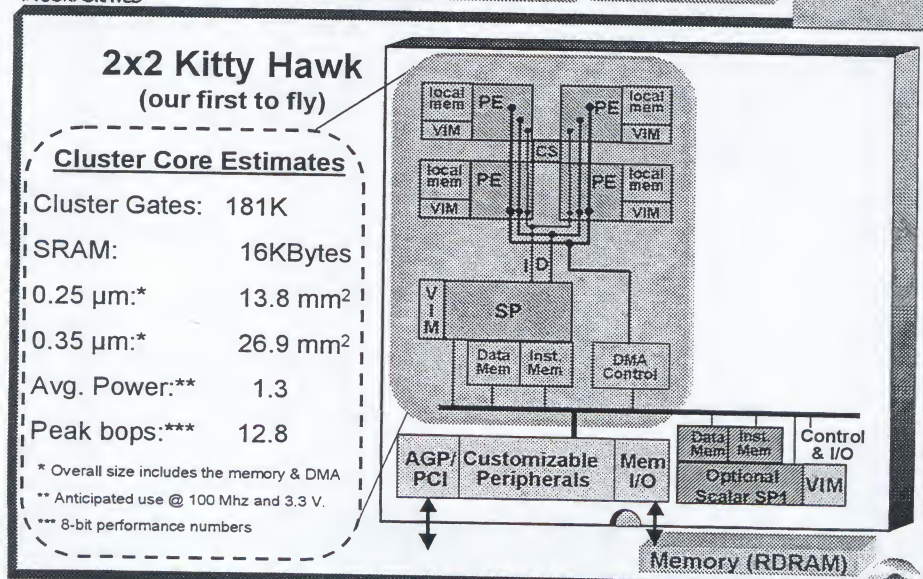 2x2 Kitty Hawk
(our first to fly)
Cluster Core Estimates
Cluster Gates: 181K
SRAM: 16KBytes
0.25 µm:* 13.8 mm²
0.35 µm:* 26.9 mm²
Avg. Power:** 1.3
Peak bops:*** 12.8
* Overall size includes the memory & DMA
** Anticipated use @ 100 Mhz and 3.3 V.
*** 8-bit performance numbers
local mem PE
VIM
PE local mem
VIM
CS
local mem PE
VIM
PE local mem
VIM
I D
VIM
SP
Data Mem
Inst. Mem
DMA Control
AGP/ PCI
Customizable Peripherals
Mem I/O
Data Mem
Inst. Mem
Control & I/O
Optional Scalar SP1
VIM
Memory (RDRAM)